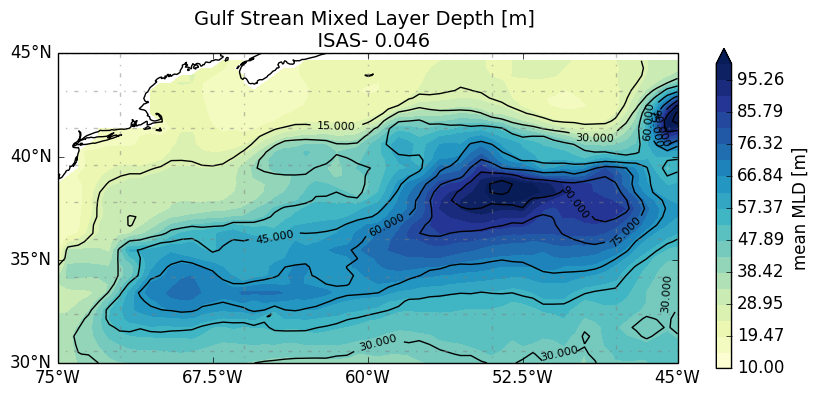 Gulf Strean Mixed Layer Depth [m]
ISAS- 0.046
45°N
40°N
35°N
30°N
75°W
67.5°W
60°W
52.5°W
45°W
15.000
30.000
60.000
90.000
60.000
45.000
75.000
30.000
30.000
30.000
95.26
85.79
76.32
66.84
57.37
47.89
38.42
28.95
19.47
10.00
mean MLD [m]